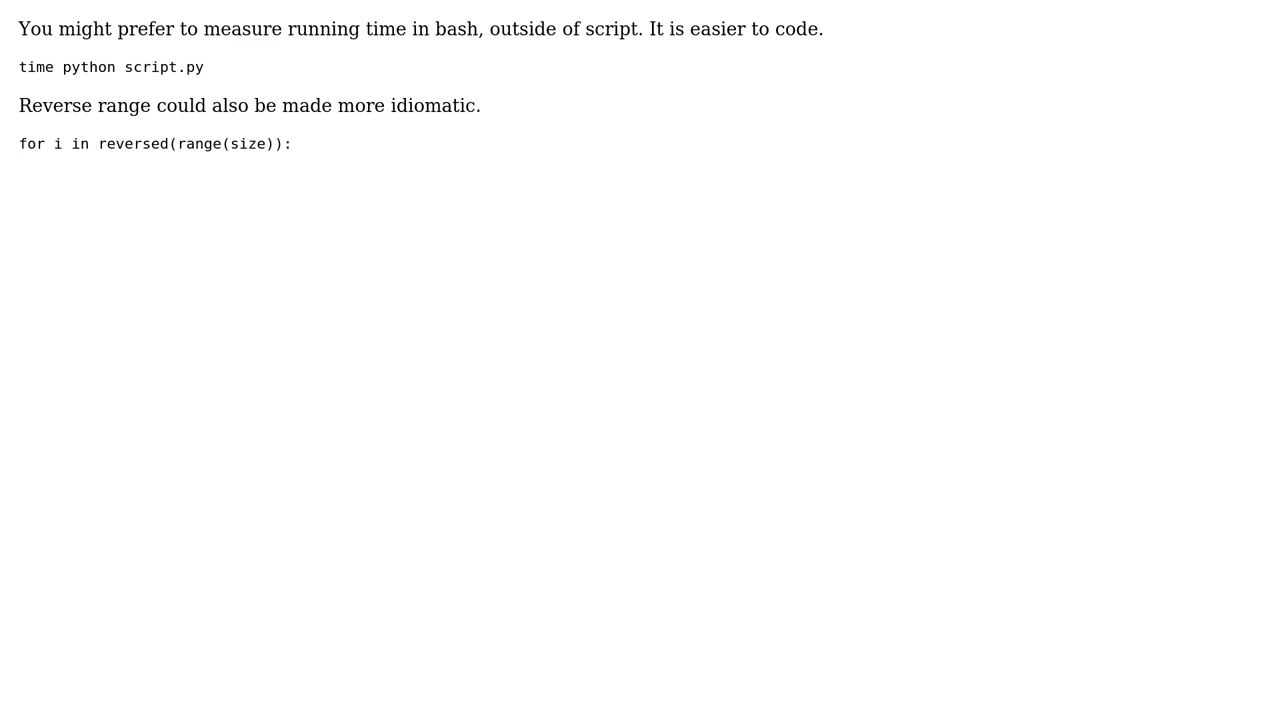 You might prefer to measure running time in bash, outside of script. It is easier to code.
time python script.py
Reverse range could also be made more idiomatic.
for i in reversed(range(size)):